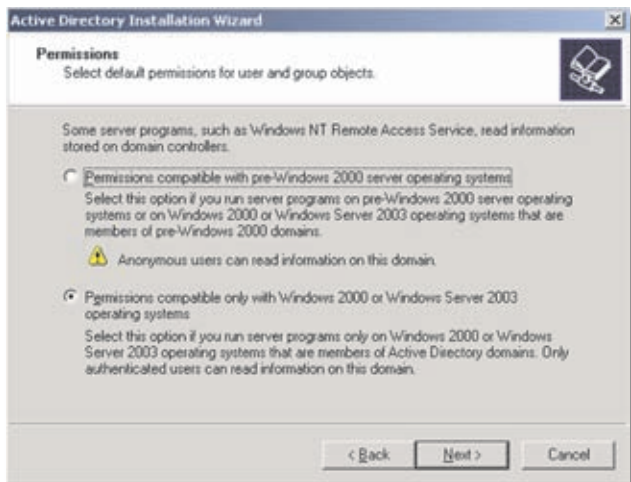 Active Directory Installation Wizard
Permissions
Select default permissions for user and group objects.
Some server programs, such as Windows NT Remote Access Service, read information
stored on domain controllers.
Permissions compatible with pre-Windows 2000 server operating systems
Select this option if you run server programs on pre-Windows 2000 server operating
systems or on Windows 2000 or Windows Server 2003 operating systems that are
members of pre-Windows 2000 domains.
Anonymous users can read information on this domain.
Permissions compatible only with Windows 2000 or Windows Server 2003
operating systems
Select this option if you run server programs only on Windows 2000 or Windows
Server 2003 operating systems that are members of Active Directory domains. Only
authenticated users can read information on this domain.
< Back
Next >
Cancel